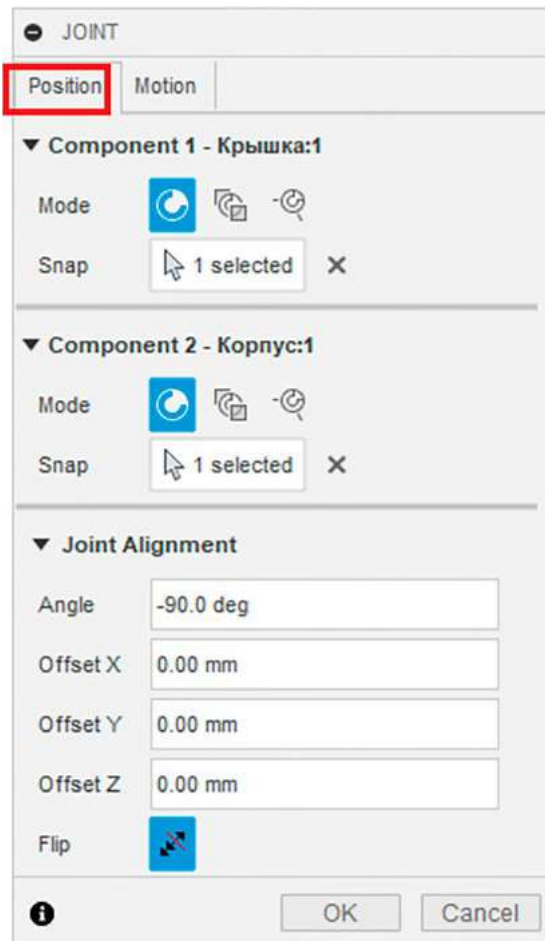 JOINT
Position Motion
Component 1 - Крышка:1
Mode
Snap 1 selected
Component 2 - Корпус:1
Mode
Snap 1 selected
Joint Alignment
Angle -90.0 deg
Offset X 0.00 mm
Offset Y 0.00 mm
Offset Z 0.00 mm
Flip
OK Cancel